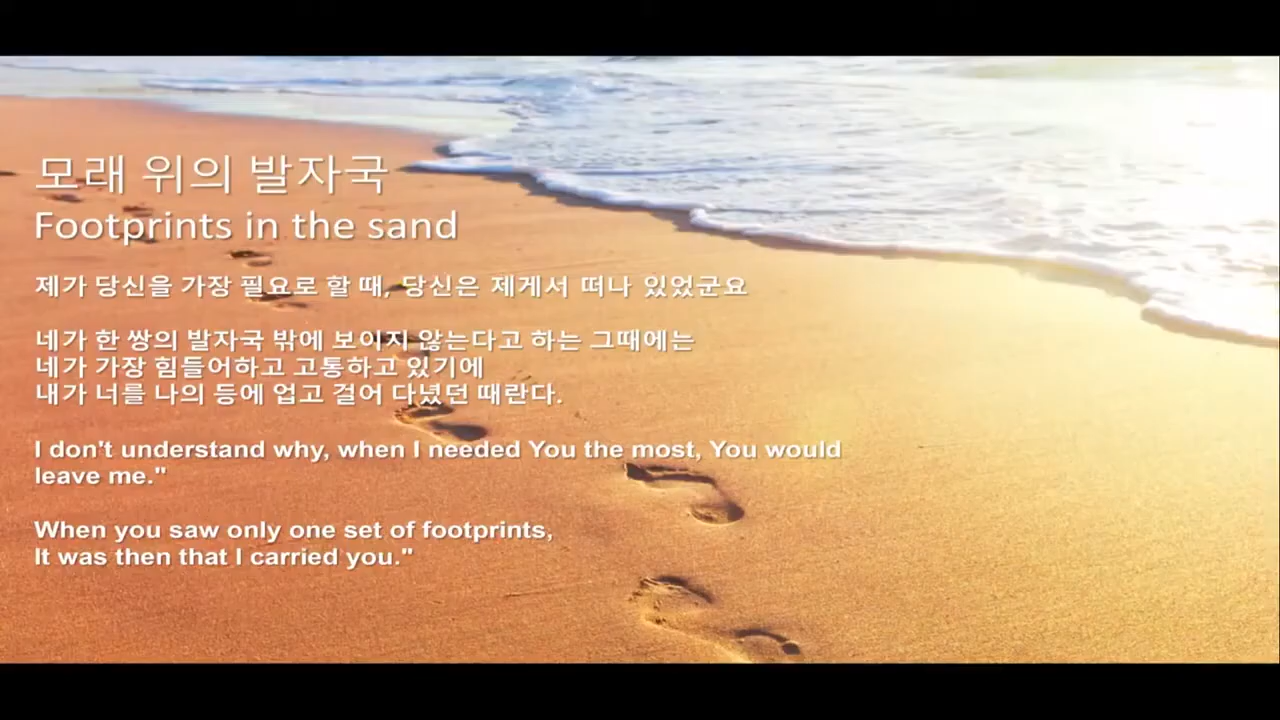 모래 위의 발자국
Footprints in the sand
제가 당신을 가장 필요로 할 때, 당신은 제게서 떠나 있었군요
네가 한 쌍의 발자국 밖에 보이지 않는다고 하는 그때에는
네가 가장 힘들어하고 고통하고 있기에
내가 너를 나의 등에 업고 걸어 다녔던 때란다.
I don't understand why, when I needed You the most, You would
leave me."
When you saw only one set of footprints,
It was then that I carried you."